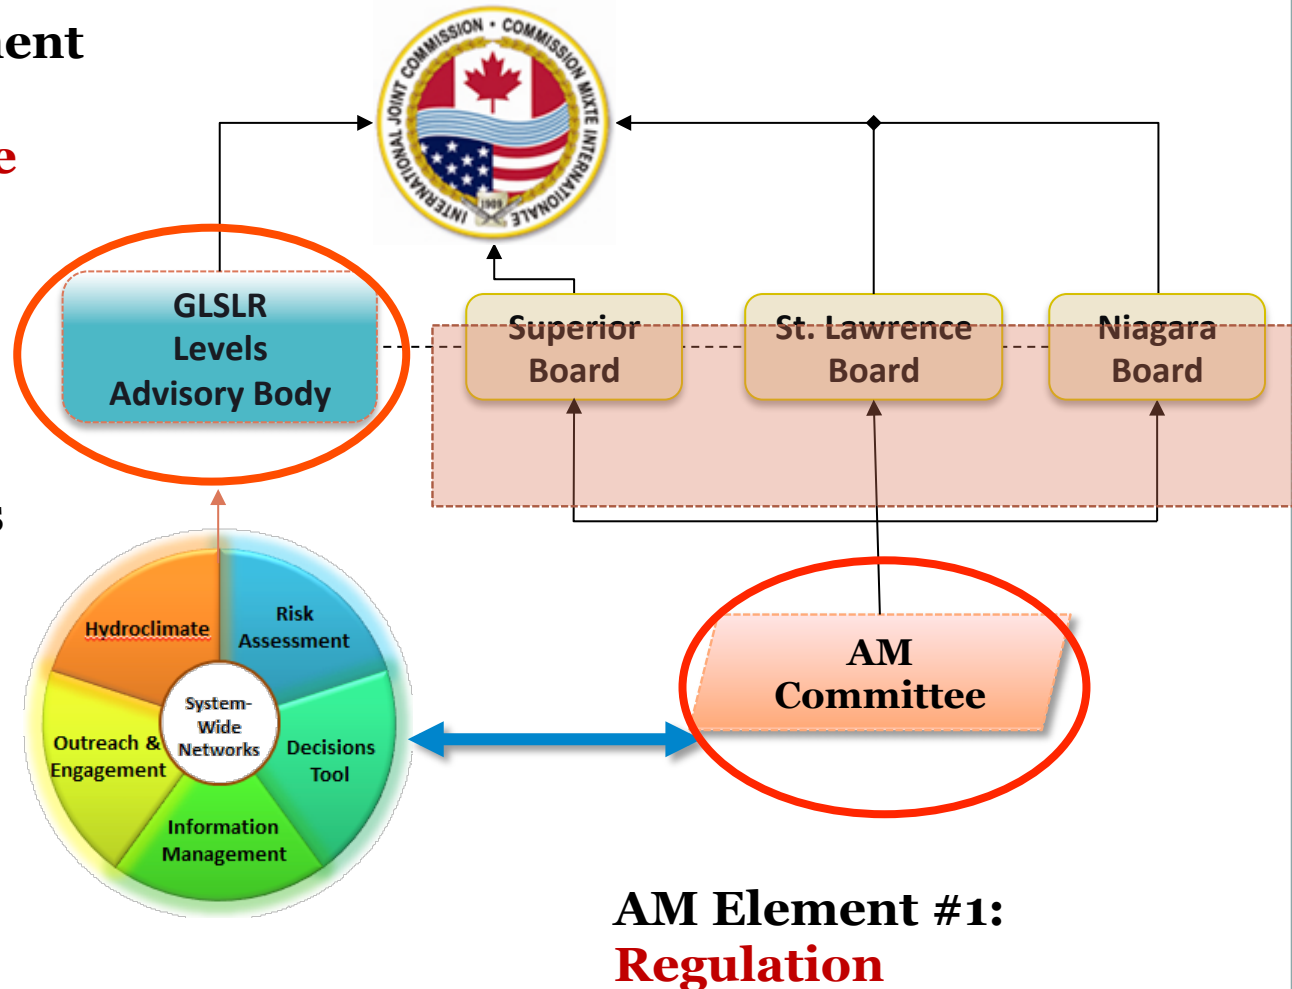 ment
e
s
INTERNATIONAL JOINT COMMISSION • COMMISSION MIXTE INTERNATIONALE
1909
GLSLR
Levels
Advisory Body
Superior
Board
St. Lawrence
Board
Niagara
Board
Hydroclimate
Risk
Assessment
System-
Wide
Networks
Outreach &
Engagement
Decisions
Tool
Information
Management
AM
Committee
AM Element #1:
Regulation